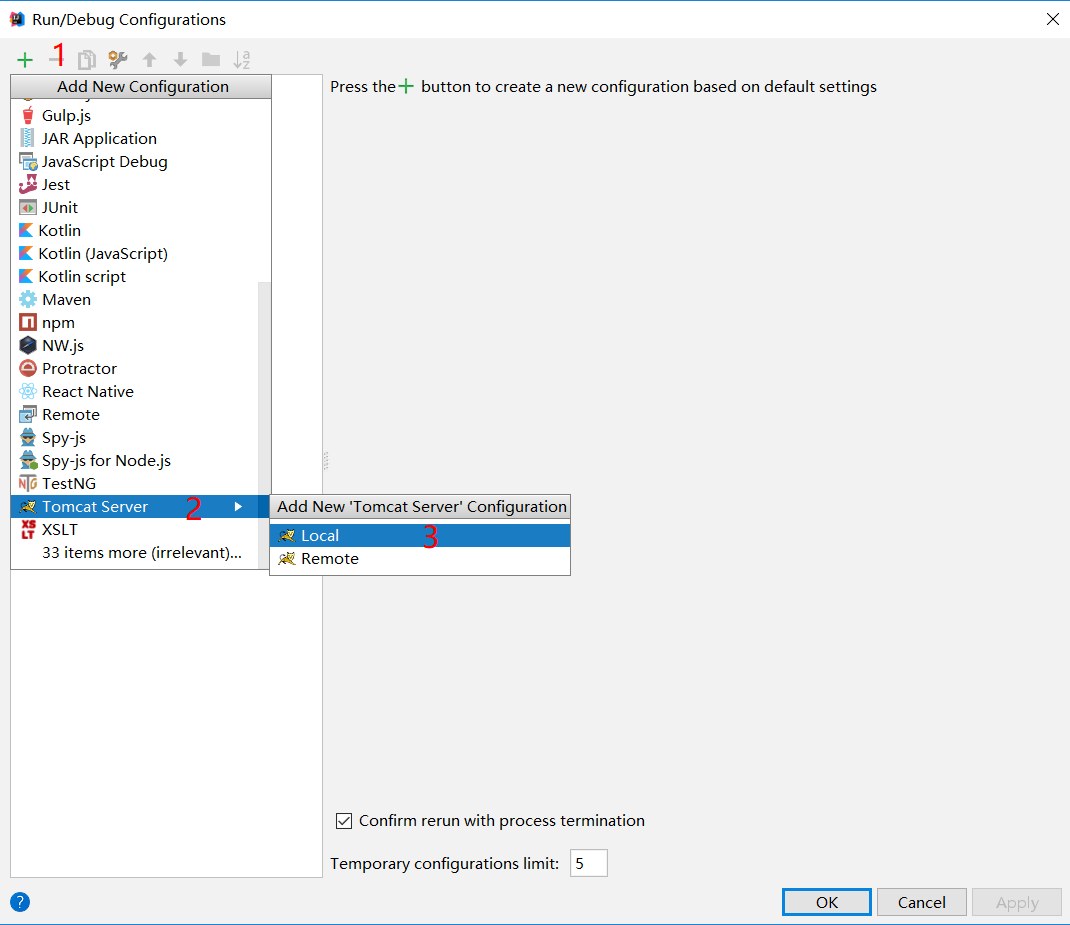 Run/Debug Configurations
1
Add New Configuration
Press the + button to create a new configuration based on default settings
Gulp.js
JAR Application
JavaScript Debug
Jest
JUnit
Kotlin
Kotlin (JavaScript)
Kotlin script
Maven
npm
NW.js
Protractor
React Native
Remote
Spy-js
Spy-js for Node.js
TestNG
Tomcat Server 2
Add New 'Tomcat Server' Configuration
XSLT
Local 3
33 items more (irrelevant)...
Remote
Confirm rerun with process termination
Temporary configurations limit: 5
? OK Cancel Apply